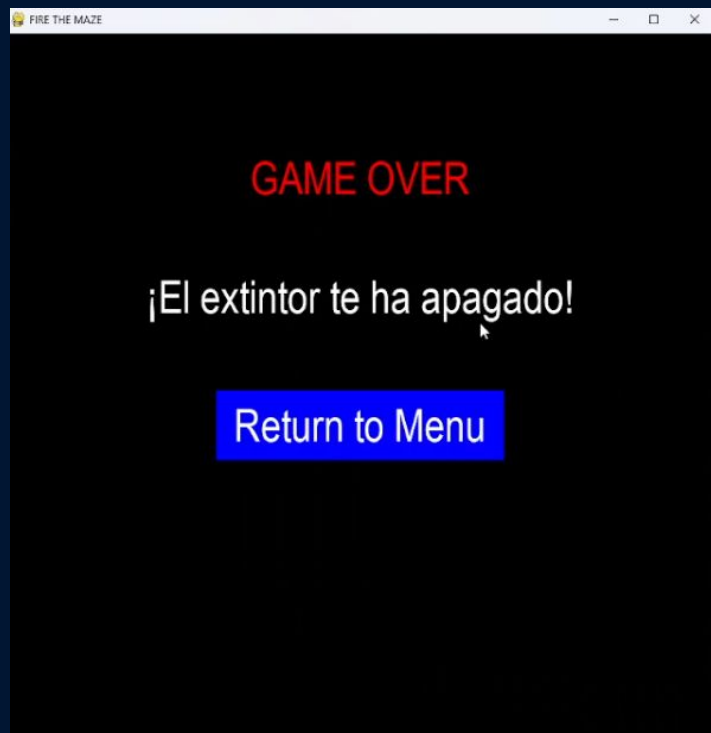 FIRE THE MAZE
GAME OVER
¡El extintor te ha apagado!
Return to Menu